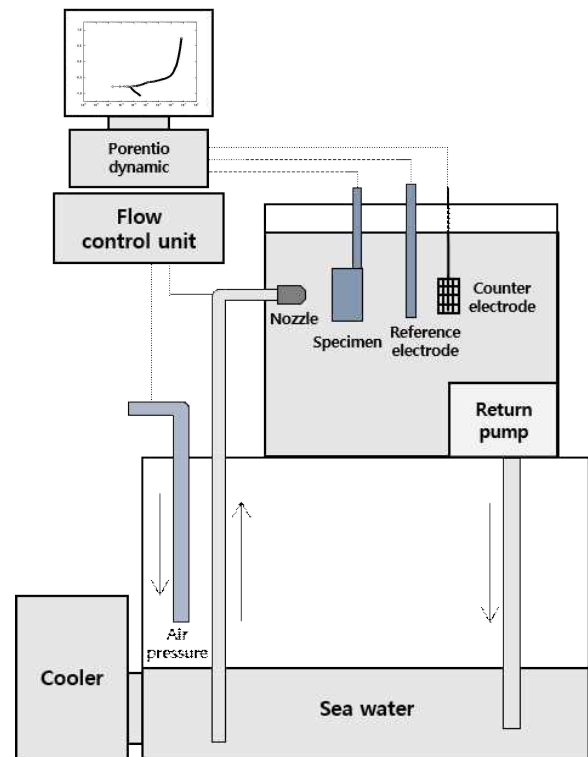 Porentio
dynamic
Flow
control unit
Nozzle
Specimen
Reference
electrode
Counter
electrode
Return
pump
Air
pressure
Cooler
Sea water